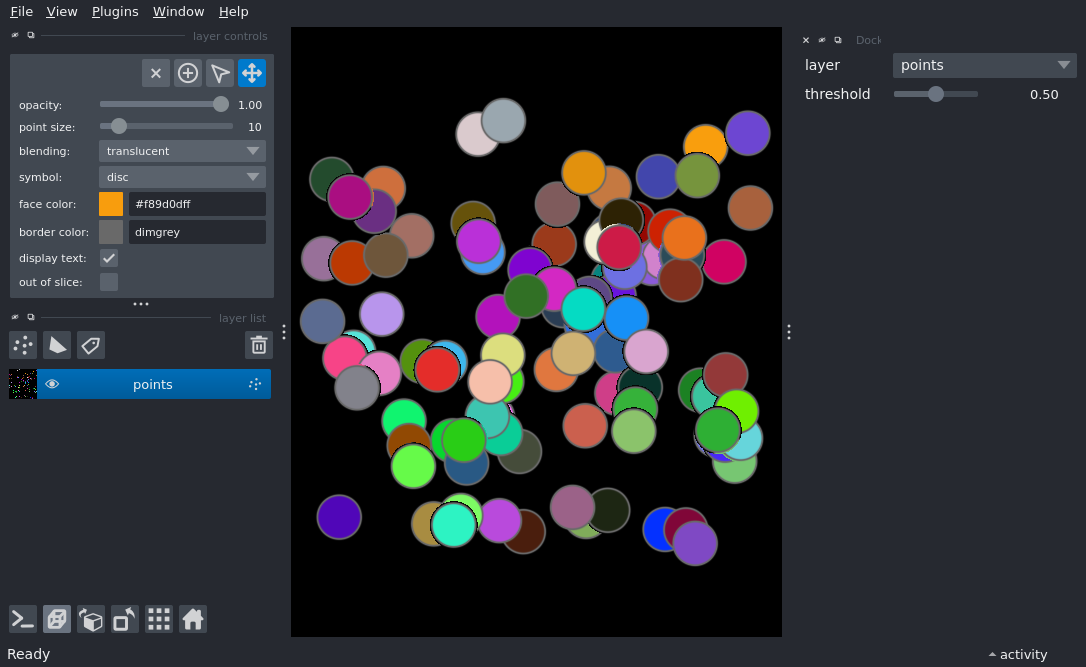 File View Plugins Window Help
layer controls
opacity: 1.00
point size: 10
blending: translucent
symbol: disc
face color: #f89d0dff
border color: dimgrey
display text:
out of slice:
layer list
points
Dock
layer points
threshold 0.50
Ready
activity